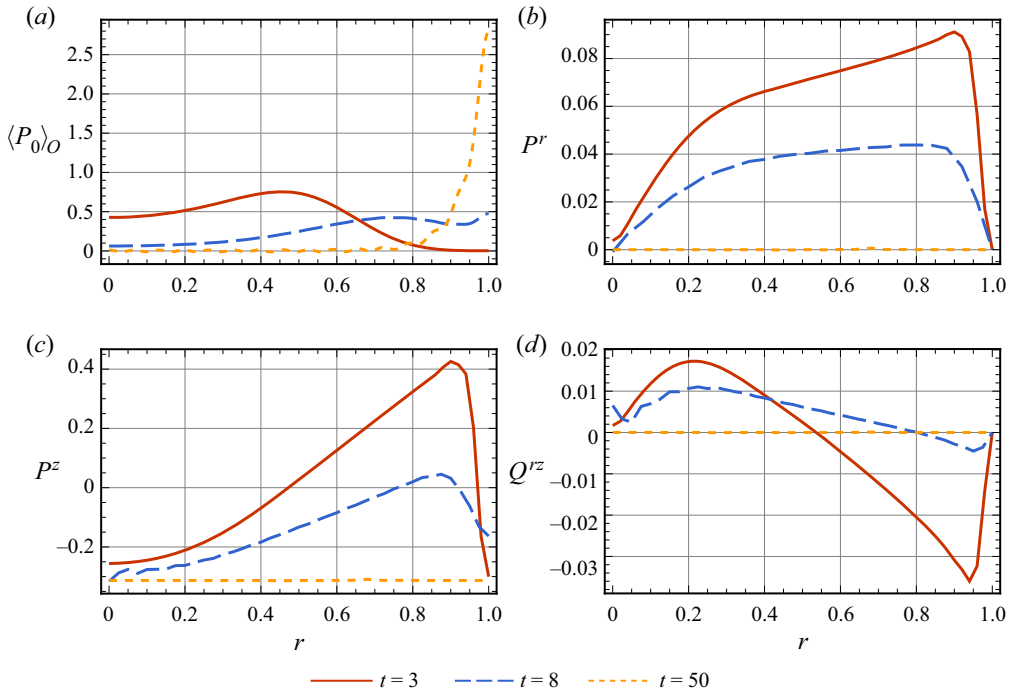 (a)
2.5
2.0
1.5
1.0
0.5
0
⟨P₀⟩_O
0 0.2 0.4 0.6 0.8 1.0
(b)
0.08
0.06
0.04
0.02
0
P^r
0 0.2 0.4 0.6 0.8 1.0
(c)
0.4
0.2
0
−0.2
P^z
0 0.2 0.4 0.6 0.8 1.0
r
(d)
0.02
0.01
0
−0.01
−0.02
−0.03
Q^{rz}
0 0.2 0.4 0.6 0.8 1.0
r
t = 3 t = 8 t = 50